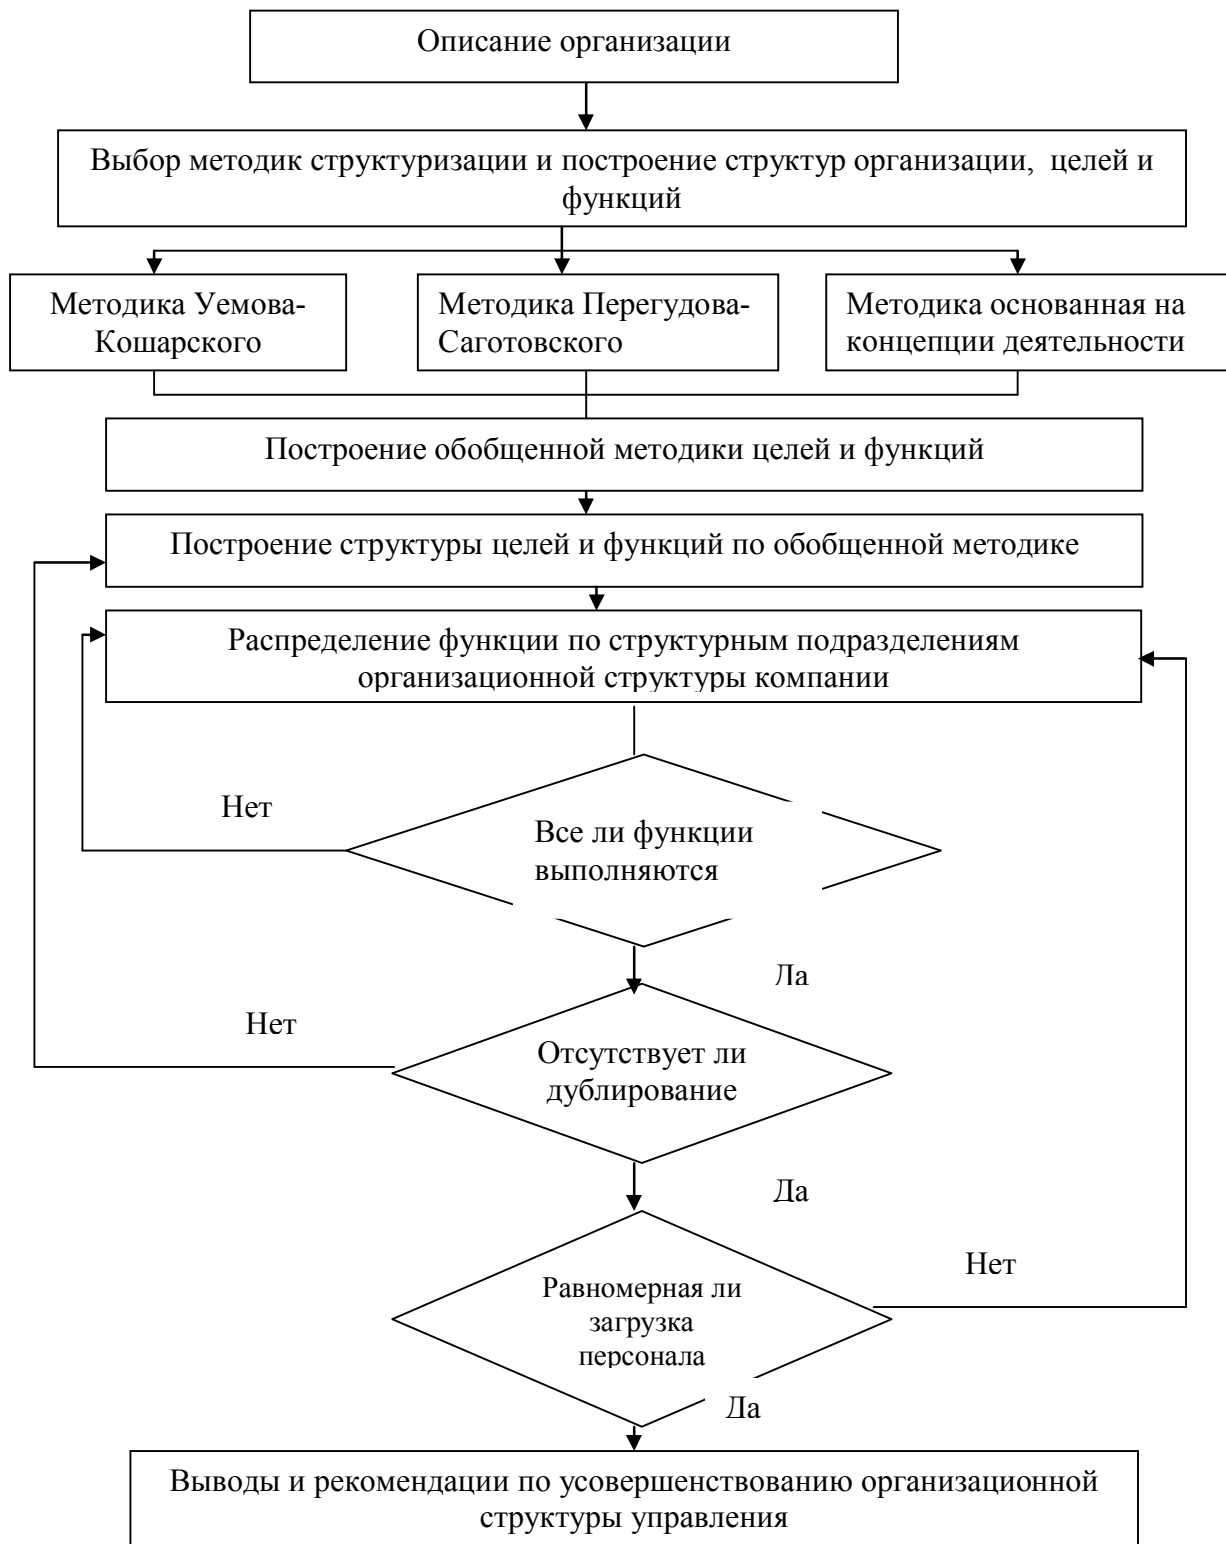 Описание организации
Выбор методик структуризации и построение структур организации, целей и
функций
Методика Уемова-
Кошарского
Методика Перегудова-
Саготовского
Методика основанная на
концепции деятельности
Построение обобщенной методики целей и функций
Построение структуры целей и функций по обобщенной методике
Распределение функции по структурным подразделениям
организационной структуры компании
Нет
Все ли функции
выполняются
Да
Нет
Отсутствует ли
дублирование
Да
Нет
Равномерная ли
загрузка
персонала
Да
Выводы и рекомендации по усовершенствованию организационной
структуры управления